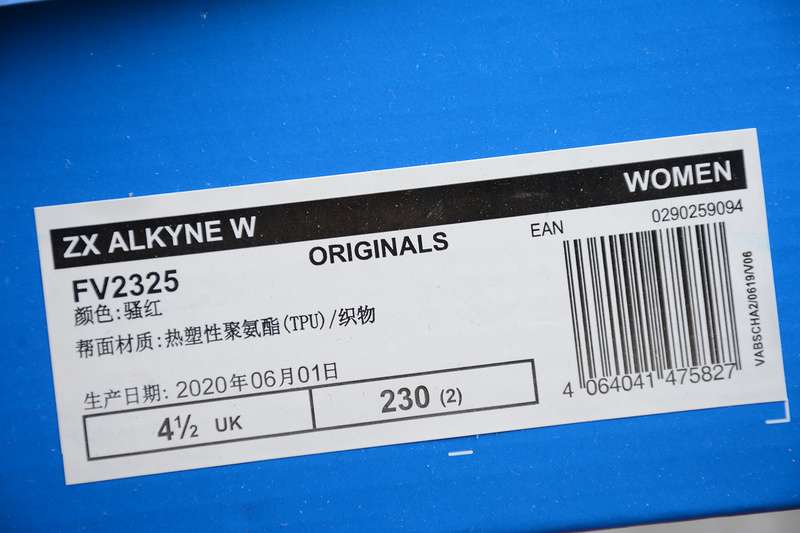 ZX ALKYNE W WOMEN
ORIGINALS
EAN 0290259094
FV2325
颜色:骚红
帮面材质:热塑性聚氨酯(TPU)/织物
生产日期: 2020年06月01日
4½ UK 230 (2)
4 064041 475827
VABSCHA2/0619/V06